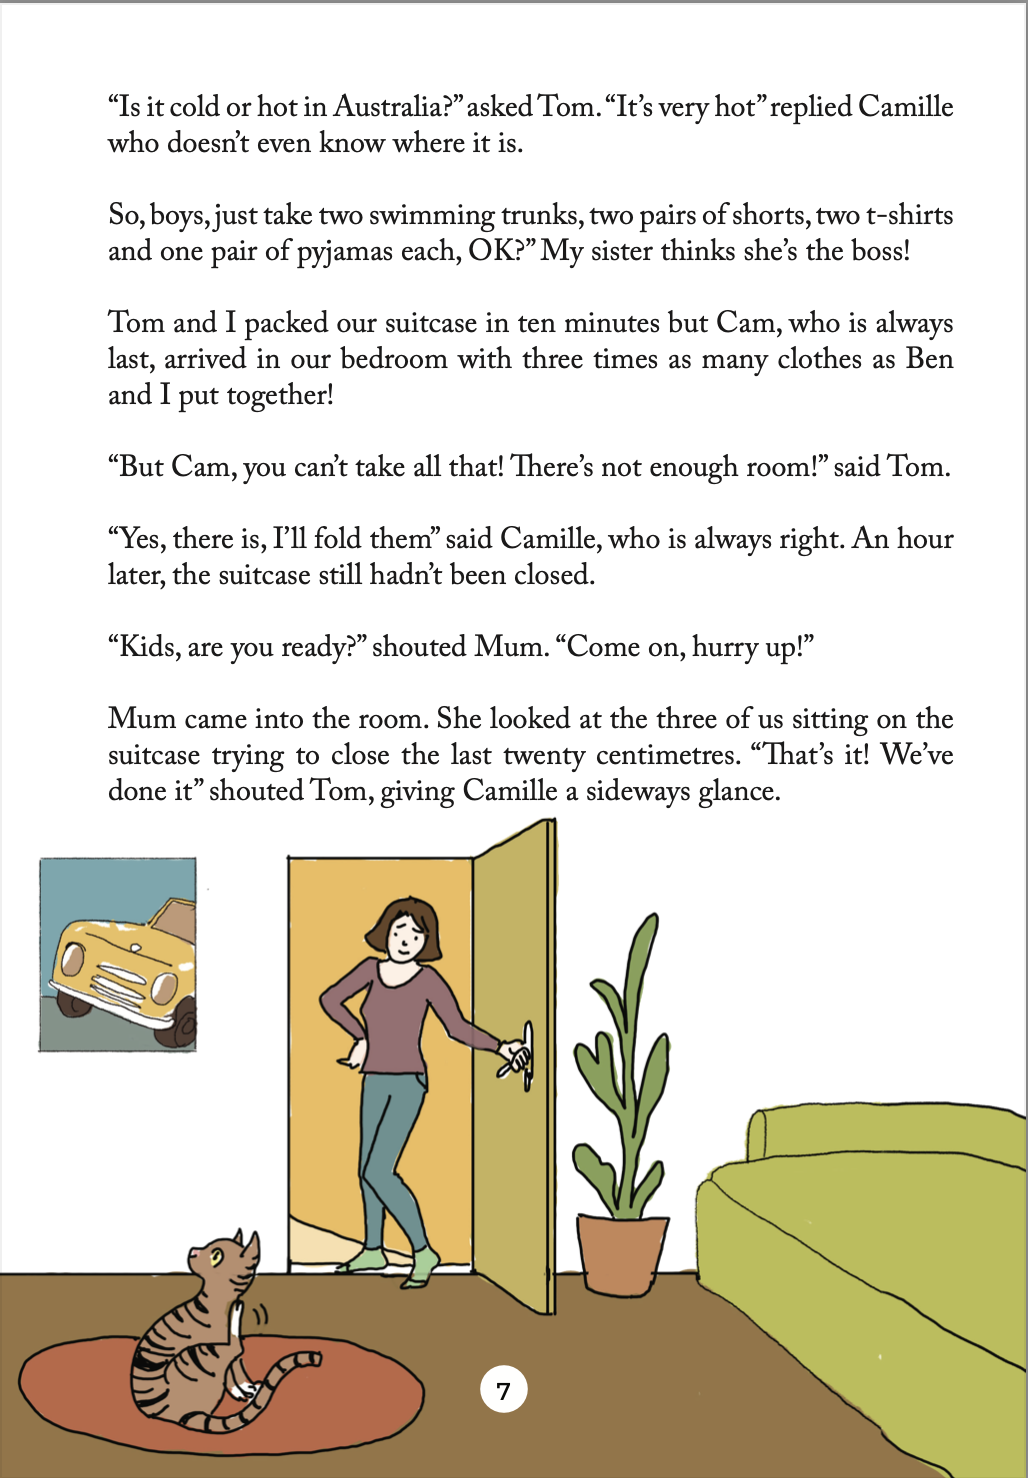 “Is it cold or hot in Australia?” asked Tom. “It’s very hot” replied Camille
who doesn’t even know where it is.
So, boys, just take two swimming trunks, two pairs of shorts, two t-shirts
and one pair of pyjamas each, OK?” My sister thinks she’s the boss!
Tom and I packed our suitcase in ten minutes but Cam, who is always
last, arrived in our bedroom with three times as many clothes as Ben
and I put together!
“But Cam, you can’t take all that! There’s not enough room!” said Tom.
“Yes, there is, I’ll fold them” said Camille, who is always right. An hour
later, the suitcase still hadn’t been closed.
“Kids, are you ready?” shouted Mum. “Come on, hurry up!”
Mum came into the room. She looked at the three of us sitting on the
suitcase trying to close the last twenty centimetres. “That’s it! We’ve
done it” shouted Tom, giving Camille a sideways glance.
7